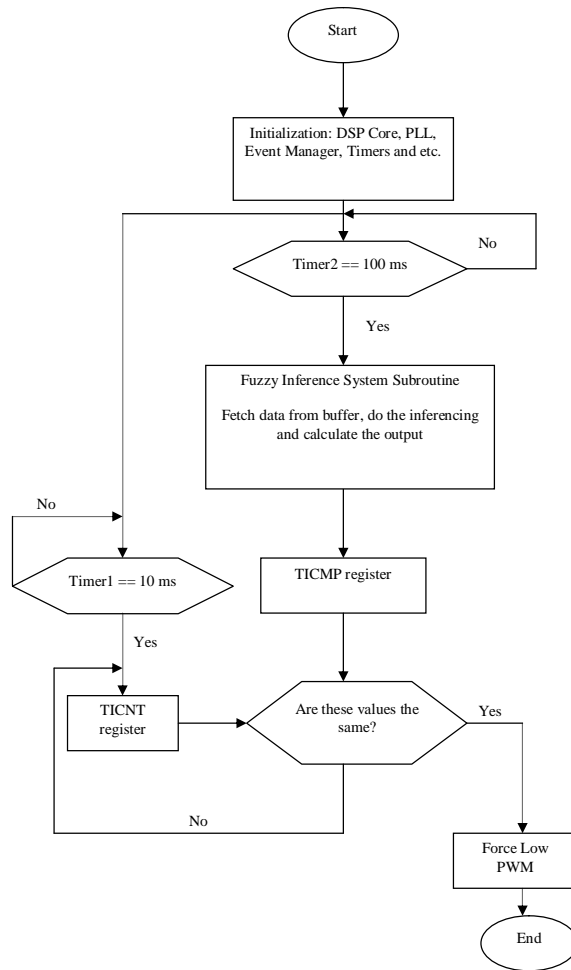 Start
Initialization: DSP Core, PLL,
Event Manager, Timers and etc.
No
Timer2 == 100 ms
Yes
Fuzzy Inference System Subroutine
Fetch data from buffer, do the inferencing
and calculate the output
No
Timer1 == 10 ms
TICMP register
Yes
TICNT
register
Are these values the
same?
Yes
No
Force Low
PWM
End